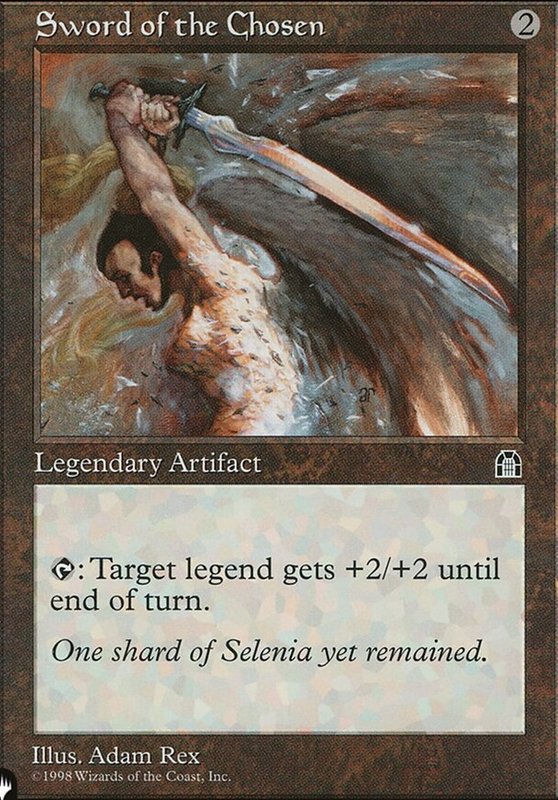 Sword of the Chosen 2
Legendary Artifact
: Target legend gets +2/+2 until
end of turn.
One shard of Selenia yet remained.
Illus. Adam Rex
©1998 Wizards of the Coast, Inc.
ar